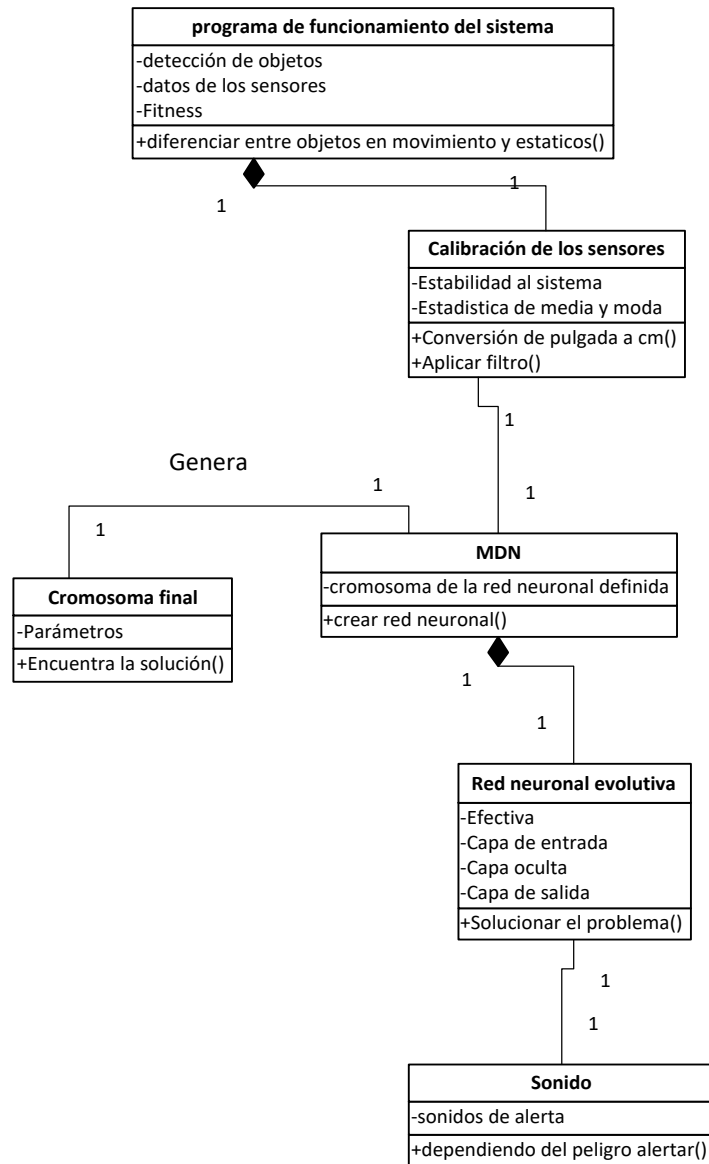 programa de funcionamiento del sistema
-detección de objetos
-datos de los sensores
-Fitness
+diferenciar entre objetos en movimiento y estaticos()
1
1
Calibración de los sensores
-Estabilidad al sistema
-Estadistica de media y moda
+Conversión de pulgada a cm()
+Aplicar filtro()
1
Genera
1
1
1
MDN
-cromosoma de la red neuronal definida
+crear red neuronal()
Cromosoma final
-Parámetros
+Encuentra la solución()
1
1
Red neuronal evolutiva
-Efectiva
-Capa de entrada
-Capa oculta
-Capa de salida
+Solucionar el problema()
1
1
Sonido
-sonidos de alerta
+dependiendo del peligro alertar()